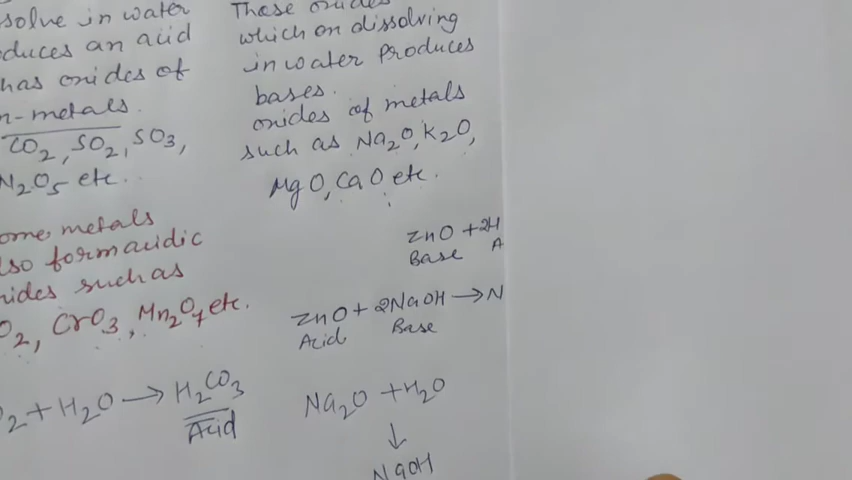 solve in water
duces an acid
has oxides of
n-metals.
CO2, SO2, SO3,
N2O5 etc.
ome metals
lso form acidic
xides such as
O2, CrO3, Mn2O7 etc.
O2 + H2O → H2CO3
Acid
These oxides
which on dissolving
in water produces
bases.
oxides of metals
such as Na2O, K2O,
MgO, CaO etc.
ZnO + 2H
Base A
ZnO + 2NaOH → N
Acid Base
Na2O + H2O
↓
NaOH